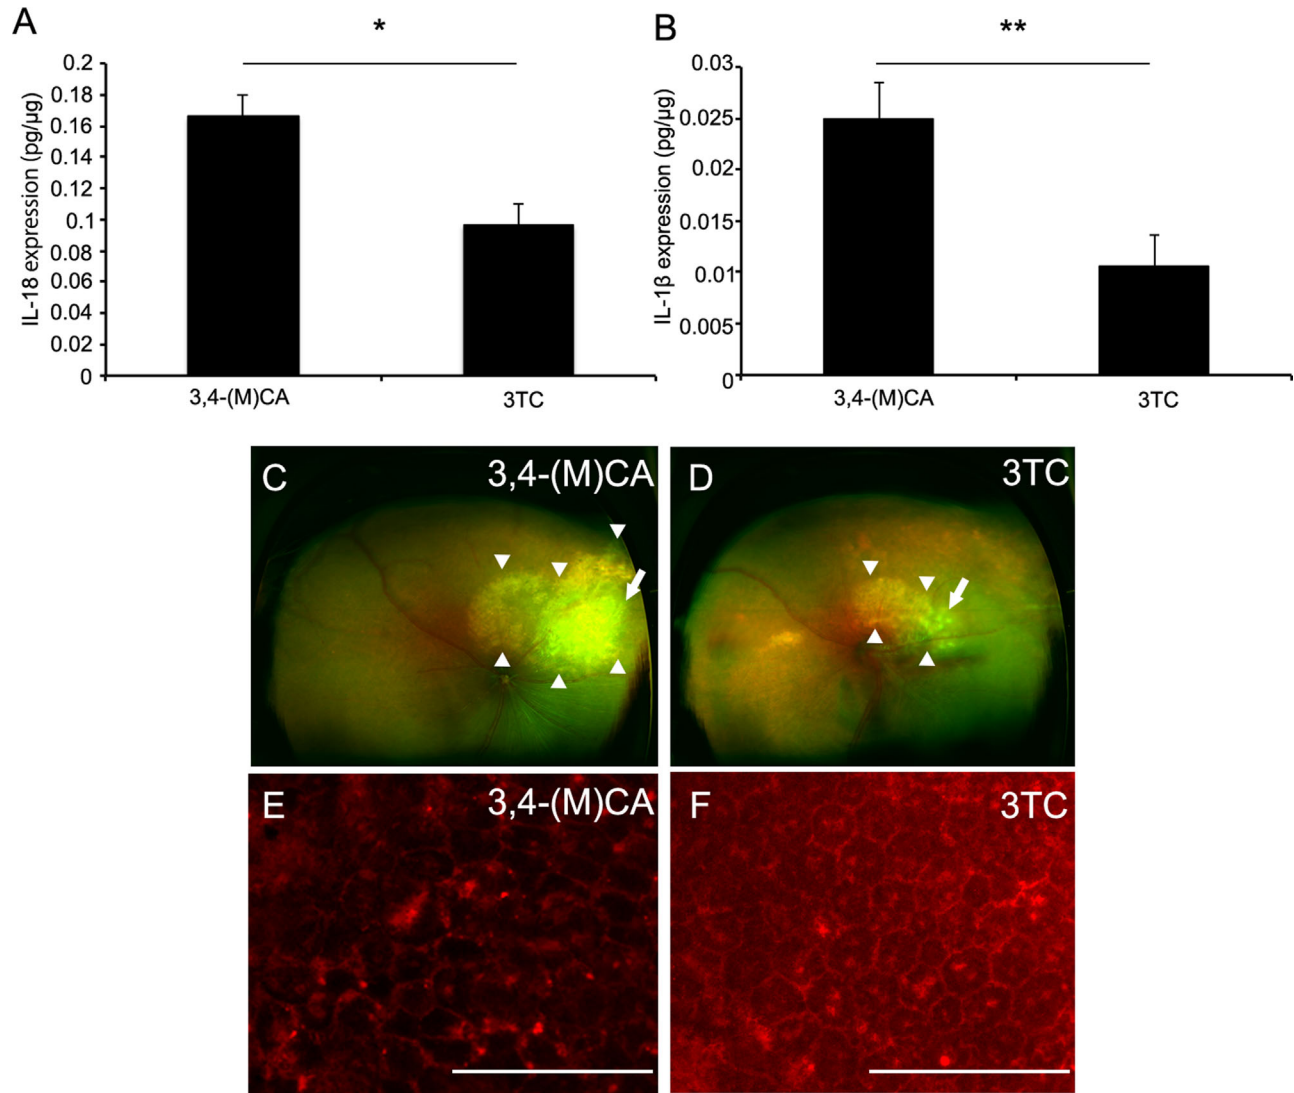 A
*
IL-18 expression (pg/µg)
0.2
0.18
0.16
0.14
0.12
0.1
0.08
0.06
0.04
0.02
0
3,4-(M)CA
3TC
B
**
IL-1β expression (pg/µg)
0.03
0.025
0.02
0.015
0.01
0.005
0
3,4-(M)CA
3TC
C
3,4-(M)CA
D
3TC
E
3,4-(M)CA
F
3TC